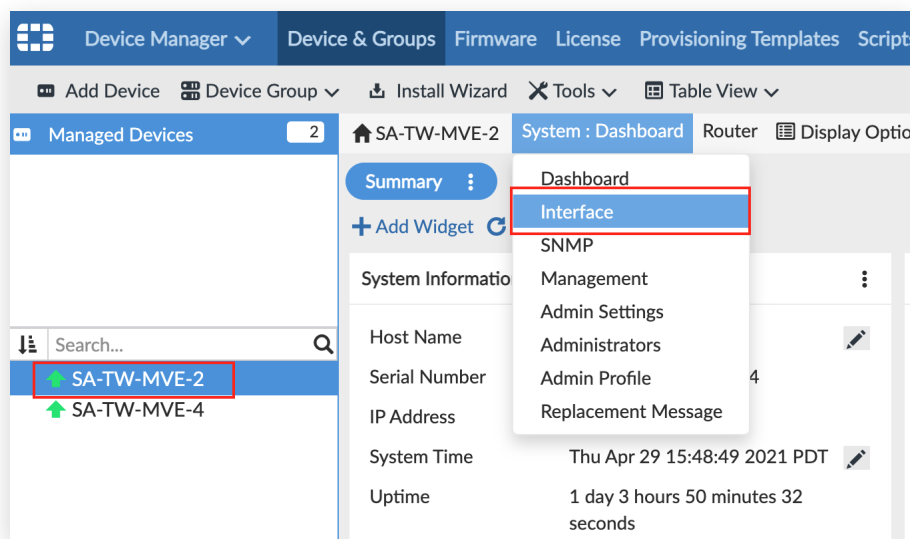 Device Manager Device & Groups Firmware License Provisioning Templates Script
Add Device Device Group Install Wizard Tools Table View
Managed Devices 2
SA-TW-MVE-2 System : Dashboard Router Display Optio
Summary
Dashboard
Interface
Add Widget
SNMP
System Informatio
Management
Admin Settings
Host Name
Administrators
Search...
Serial Number
Admin Profile
4
SA-TW-MVE-2
SA-TW-MVE-4
IP Address
Replacement Message
System Time Thu Apr 29 15:48:49 2021 PDT
Uptime 1 day 3 hours 50 minutes 32
seconds